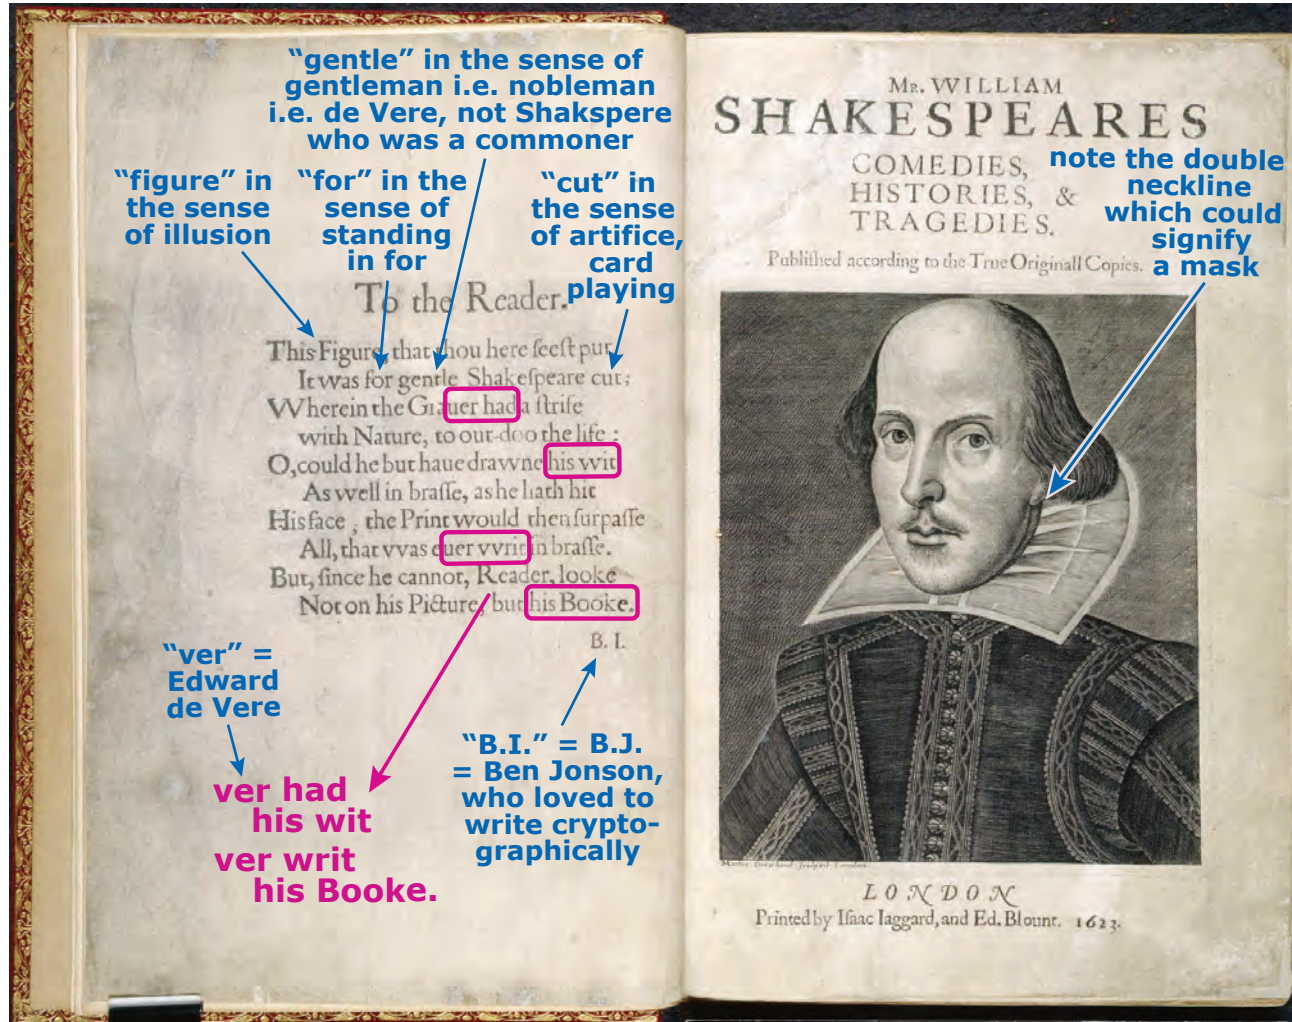 “gentle” in the sense of
gentleman i.e. nobleman
i.e. de Vere, not Shakspere
who was a commoner
“figure” in
the sense
of illusion
“for” in the
sense of
standing
in for
“cut” in
the sense
of artifice,
card
playing
To the Reader.
This Figure, that thou here ſeeſt put,
It was for gentle Shakeſpeare cut;
VVherein the Grauer had a ſtrife
with Nature, to out-doo the life :
O, could he but haue dravvne his vvit
As well in braſſe, as he hath hit
His face ; the Print would then ſurpaſſe
All, that vvas euer vvrit in braſſe.
But, ſince he cannot, Reader, looke
Not on his Picture, but his Booke.
B. I.
“ver” =
Edward
de Vere
ver had
his wit
ver writ
his Booke.
“B.I.” = B.J.
= Ben Jonson,
who loved to
write crypto-
graphically
MR. VVILLIAM
SHAKESPEARES
COMEDIES,
HISTORIES, &
TRAGEDIES.
Publiſhed according to the True Originall Copies.
note the double
neckline
which could
signify
a mask
Martin Droeshout ſculpſit London
LONDON
Printed by Iſaac Iaggard, and Ed. Blount. 1623.